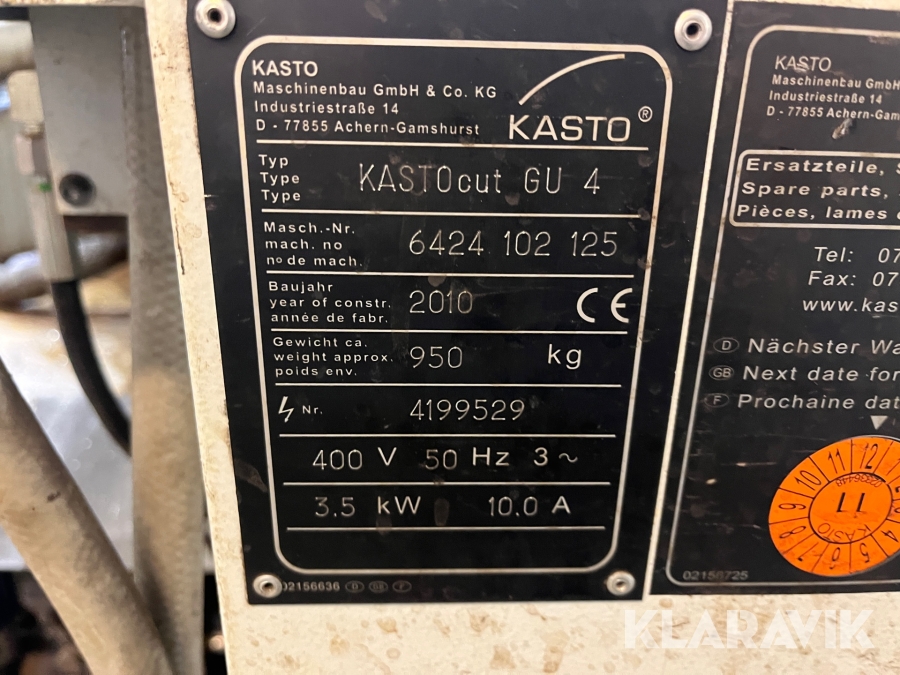 KASTO
Maschinenbau GmbH & Co. KG
Industriestraße 14
D - 77855 Achern-Gamshurst
KASTO®
Typ
Type
Type
KASTOcut GU 4
Masch.-Nr.
mach. no
nº de mach.
6424 102 125
Baujahr
year of constr.
année de fabr.
2010
CE
Gewicht ca.
weight approx.
poids env.
950 kg
Nr. 4199529
400 V 50 Hz 3 ~
3.5 kW 10.0 A
02156636 D GB F
KASTO
Maschinenbau GmbH
Industriestraße 14
D - 77855 Achern-Gams
Ersatzteile, S
Spare parts,
Pièces, lames
Tel: 07
Fax: 07
www.kas
D Nächster Wa
GB Next date for
F Prochaine dat
9 10 11 12
11
KASTO
8 7 6 5 4
02156725
KLARAVIK